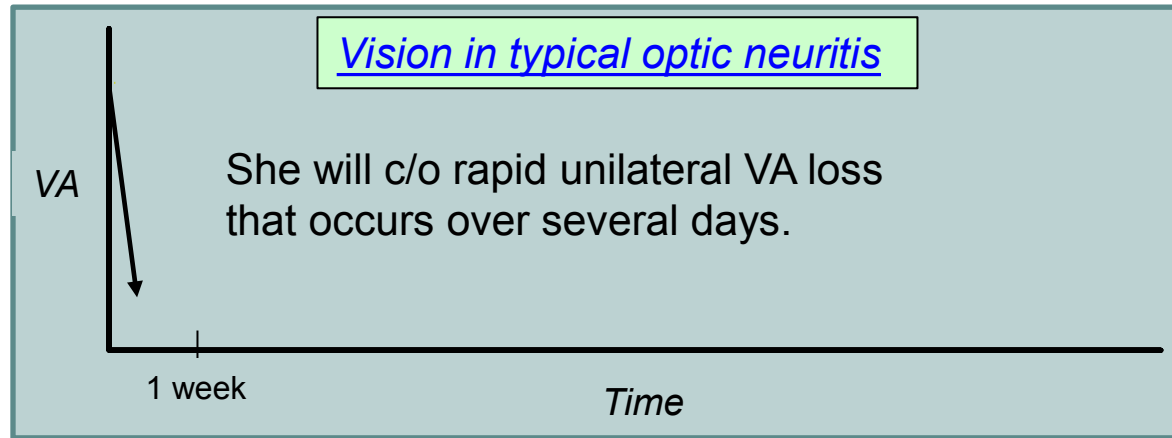 Vision in typical optic neuritis
VA
She will c/o rapid unilateral VA loss
that occurs over several days.
1 week
Time